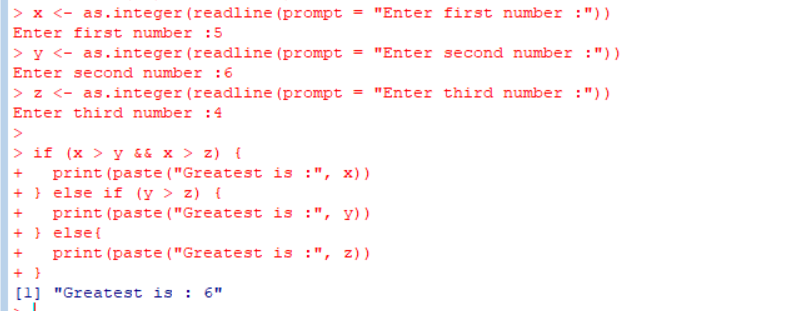 > x <- as.integer(readline(prompt = "Enter first number :"))
Enter first number :5
> y <- as.integer(readline(prompt = "Enter second number :"))
Enter second number :6
> z <- as.integer(readline(prompt = "Enter third number :"))
Enter third number :4
>
> if (x > y && x > z) {
+   print(paste("Greatest is :", x))
+ } else if (y > z) {
+   print(paste("Greatest is :", y))
+ } else{
+   print(paste("Greatest is :", z))
+ }
[1] "Greatest is : 6"
>